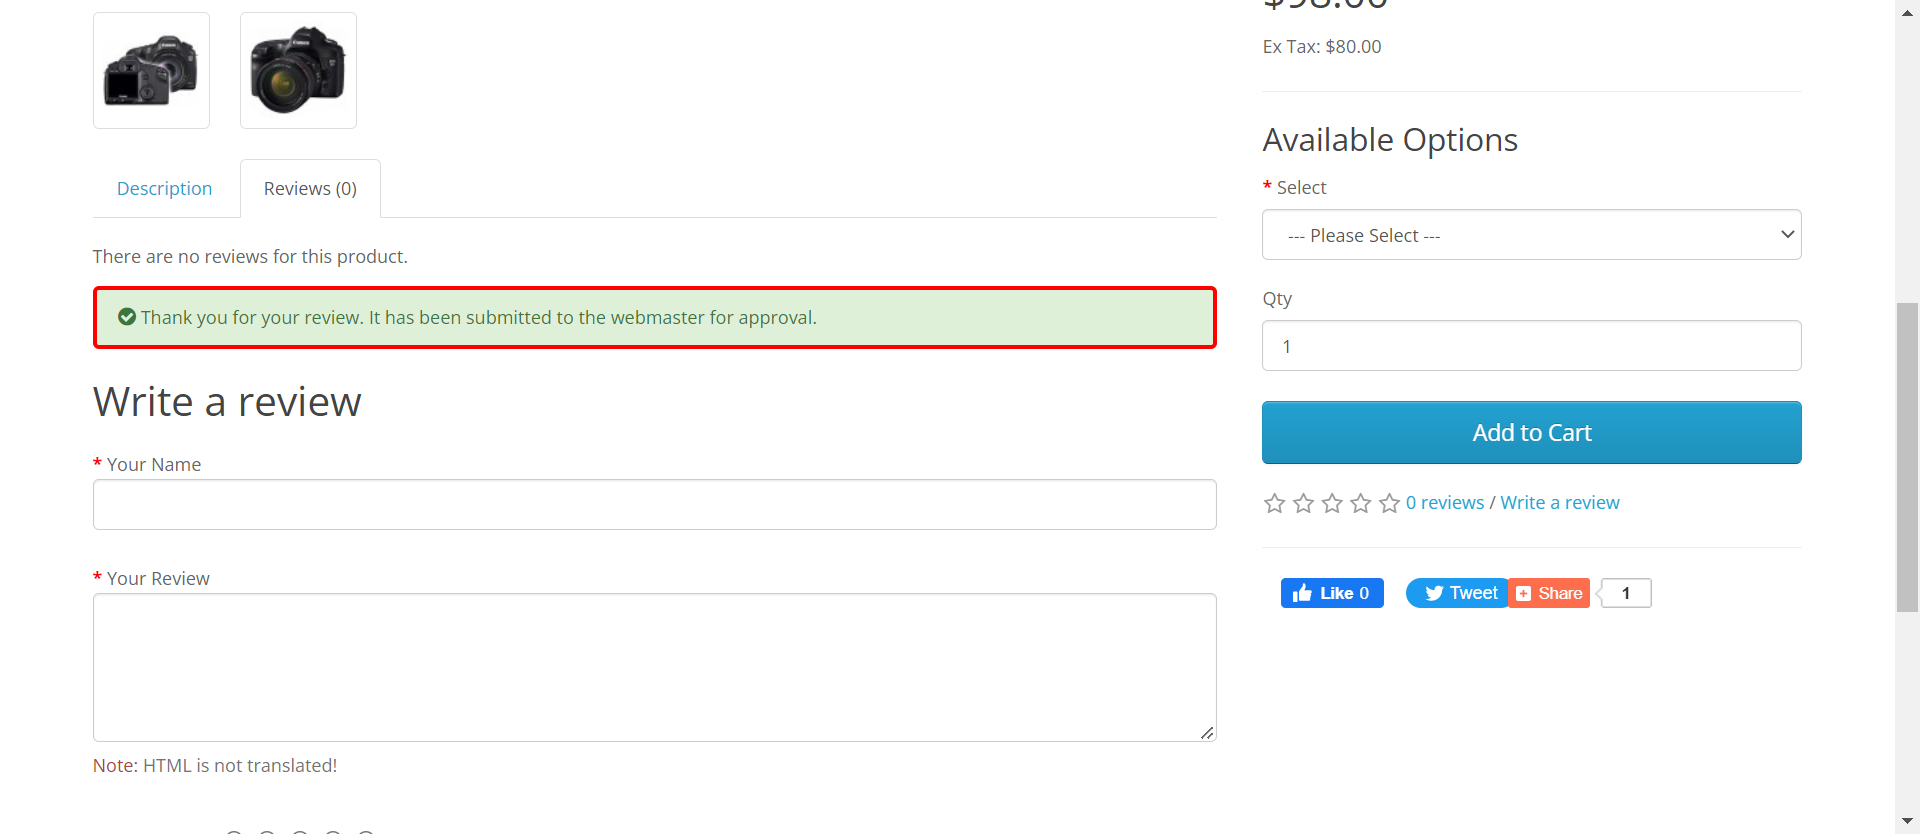 $98.00
Ex Tax: $80.00
Description
Reviews (0)
There are no reviews for this product.
Thank you for your review. It has been submitted to the webmaster for approval.
Write a review
* Your Name
* Your Review
Note: HTML is not translated!
Available Options
* Select
--- Please Select ---
Qty
1
Add to Cart
0 reviews / Write a review
Like 0
Tweet
Share
1